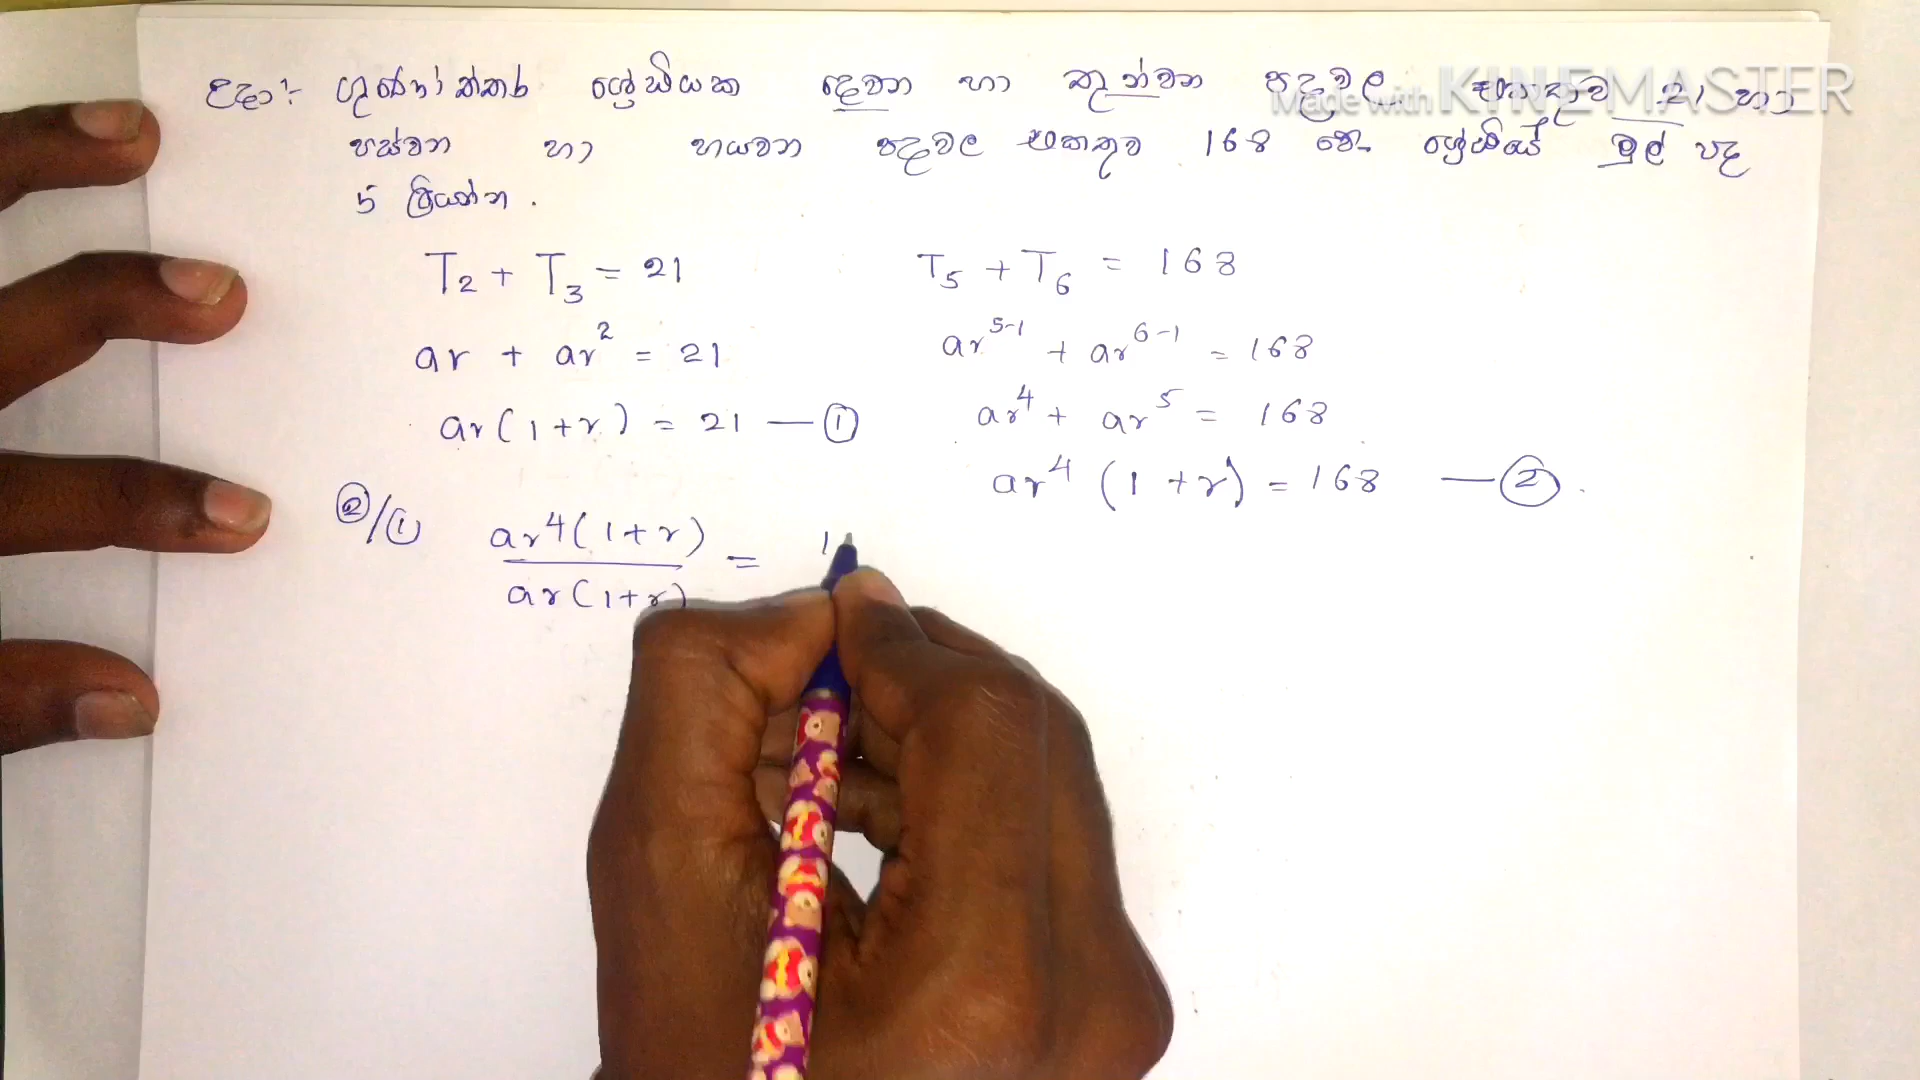 උදා:- ගුණෝත්තර ශ්‍රේඪියක දෙවන හා තුන්වන පදවල 21 හා
Made with KINEMASTER
පස්වන හා හයවන පදවල එකතුව 168 වේ. ශ්‍රේඪියේ මුල් පද
5 ලියන්න .
T₂ + T₃ = 21
T₅ + T₆ = 168
ar + ar² = 21
ar⁵⁻¹ + ar⁶⁻¹ = 168
ar(1+r) = 21 — ①
ar⁴ + ar⁵ = 168
ar⁴ (1 + r) = 168 — ②
②/① ar⁴(1+r) =
ar(1+r)